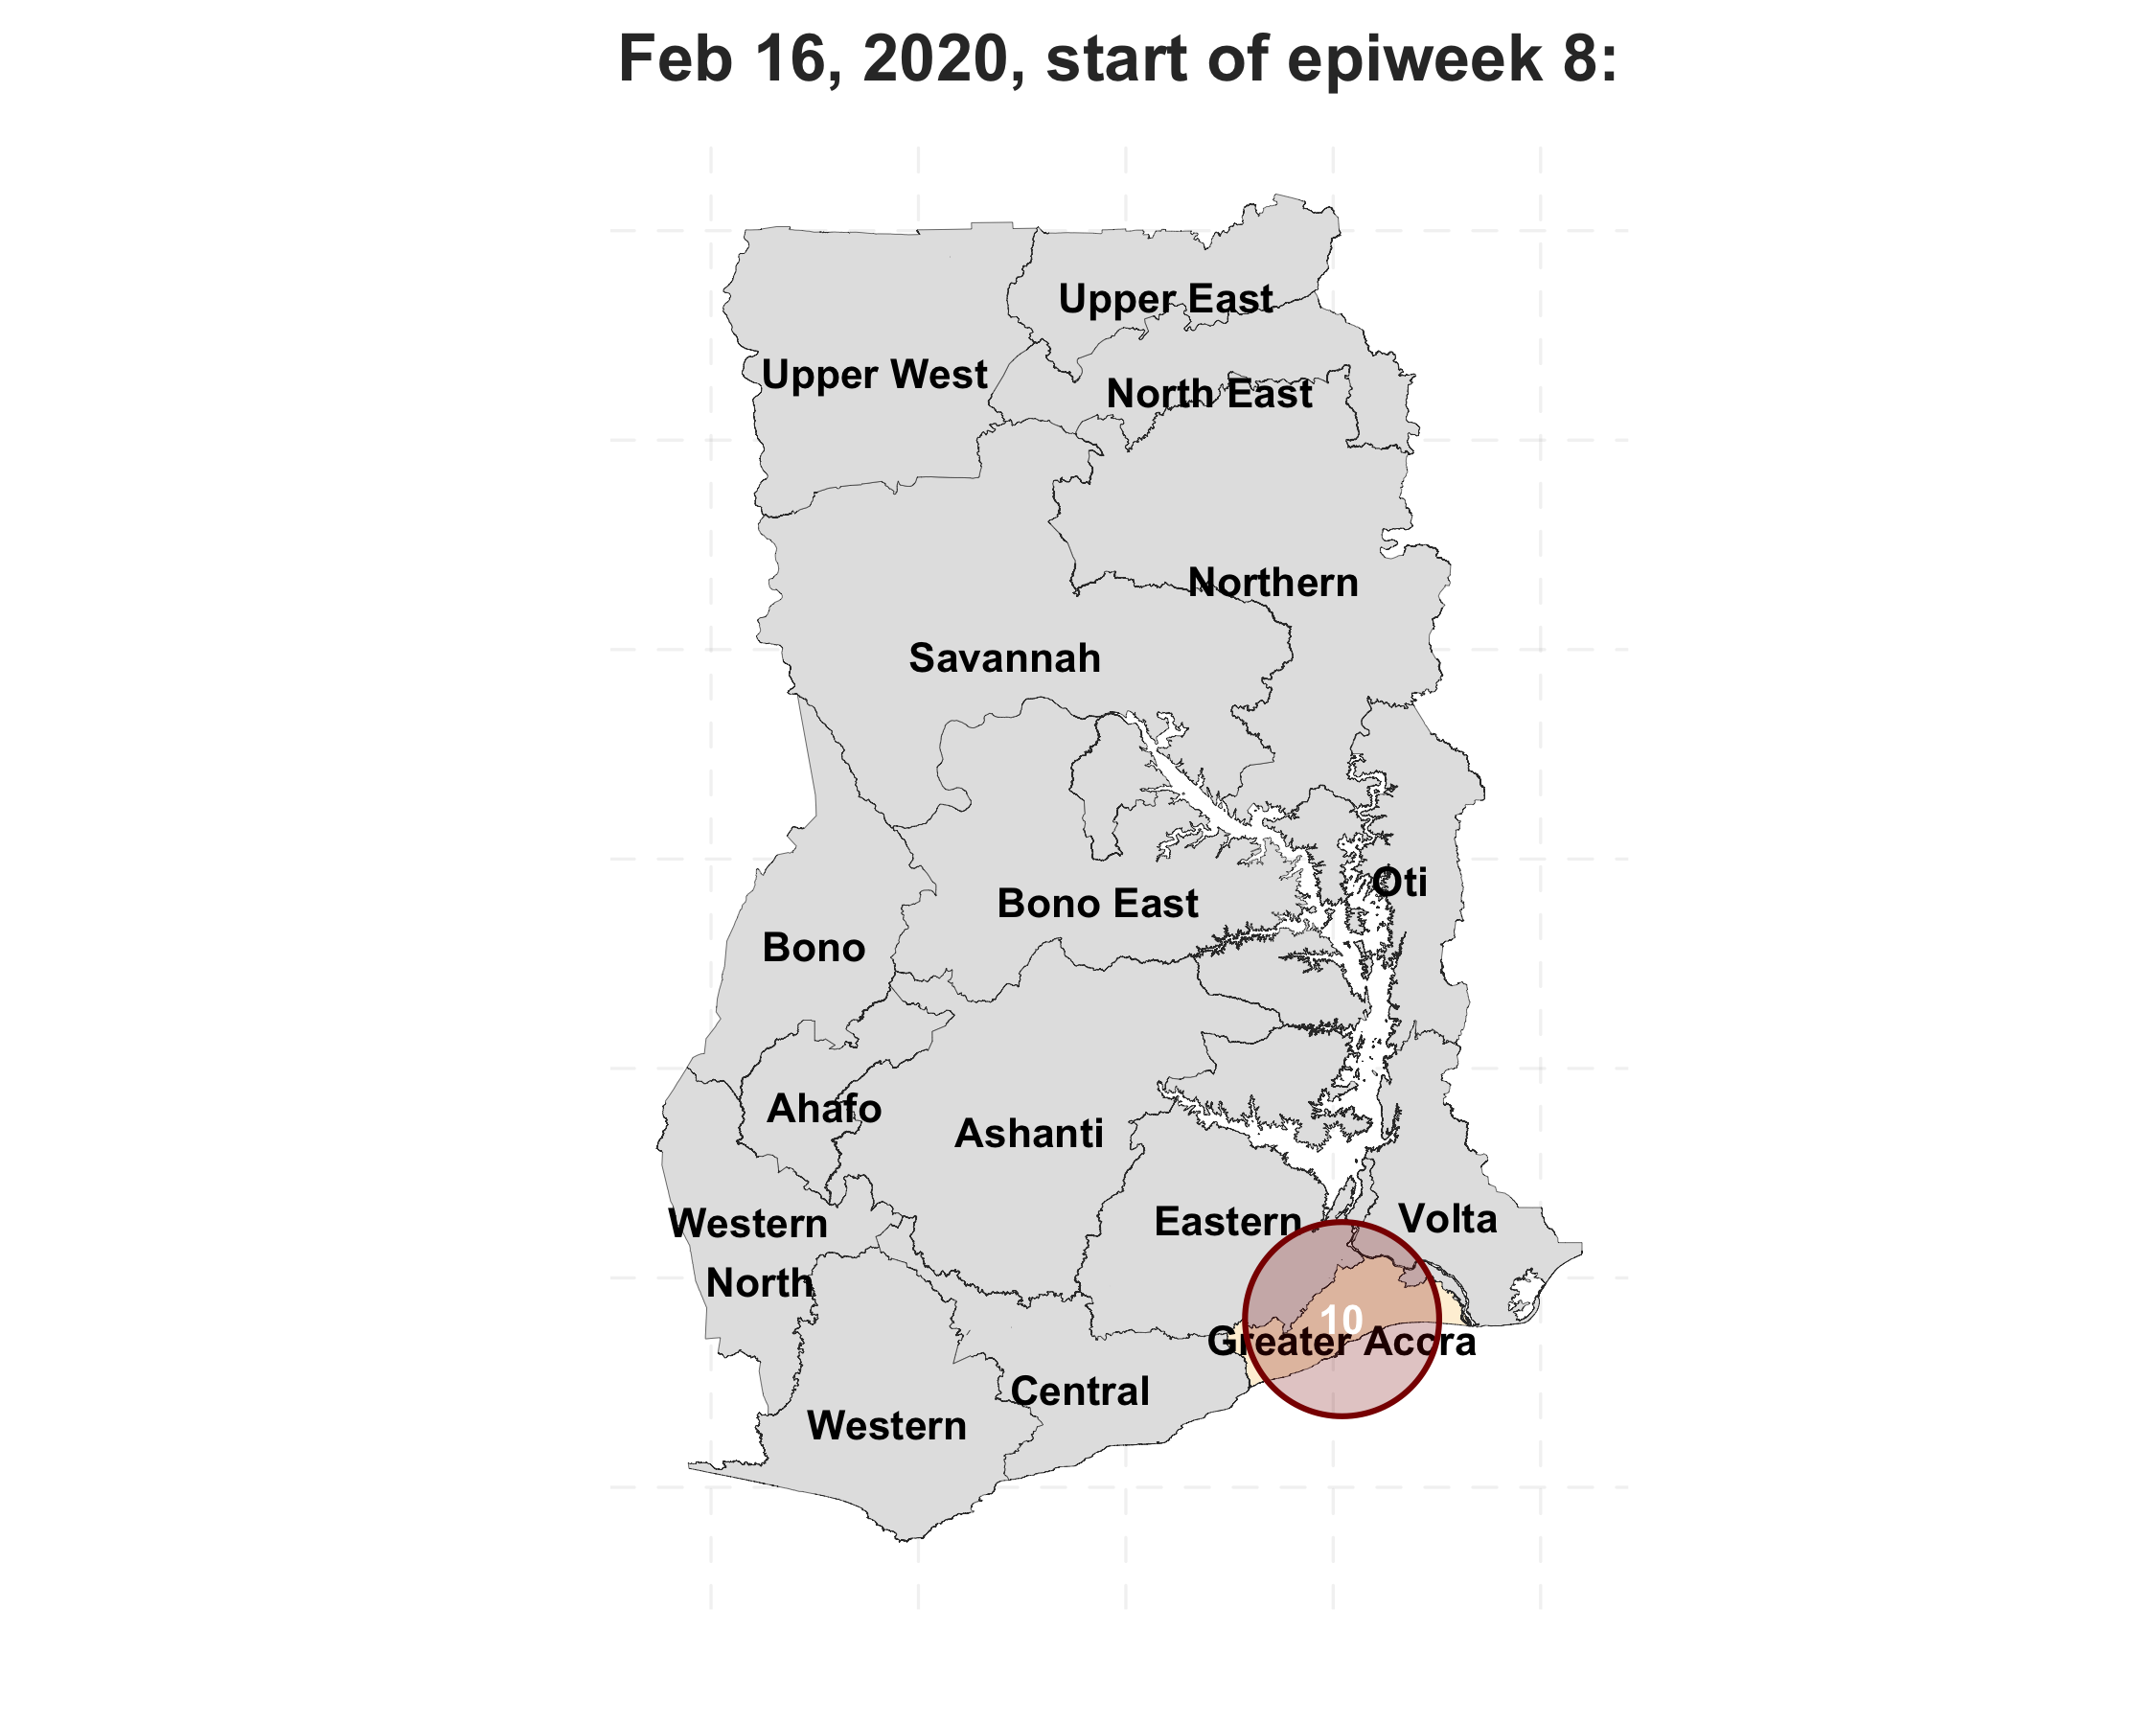 Feb 16, 2020, start of epiweek 8:
Upper East
Upper West
North East
Northern
Savannah
Oti
Bono East
Bono
Ahafo
Ashanti
Western
North
Eastern
Volta
10
Greater Accra
Central
Western